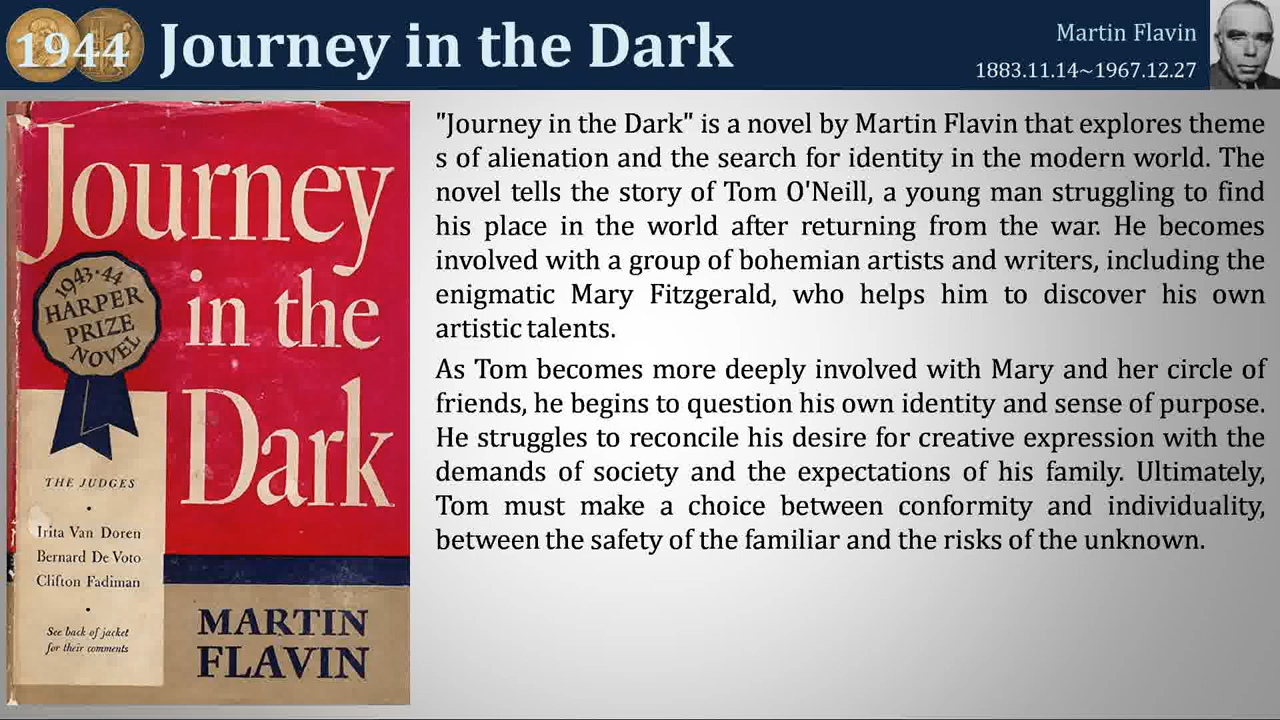 1944 Journey in the Dark
Martin Flavin
1883.11.14~1967.12.27
Journey
in the
Dark
1943·44
HARPER
PRIZE
NOVEL
THE JUDGES
Irita Van Doren
Bernard De Voto
Clifton Fadiman
See back of jacket
for their comments
MARTIN
FLAVIN
"Journey in the Dark" is a novel by Martin Flavin that explores theme
s of alienation and the search for identity in the modern world. The
novel tells the story of Tom O'Neill, a young man struggling to find
his place in the world after returning from the war. He becomes
involved with a group of bohemian artists and writers, including the
enigmatic Mary Fitzgerald, who helps him to discover his own
artistic talents.
As Tom becomes more deeply involved with Mary and her circle of
friends, he begins to question his own identity and sense of purpose.
He struggles to reconcile his desire for creative expression with the
demands of society and the expectations of his family. Ultimately,
Tom must make a choice between conformity and individuality,
between the safety of the familiar and the risks of the unknown.